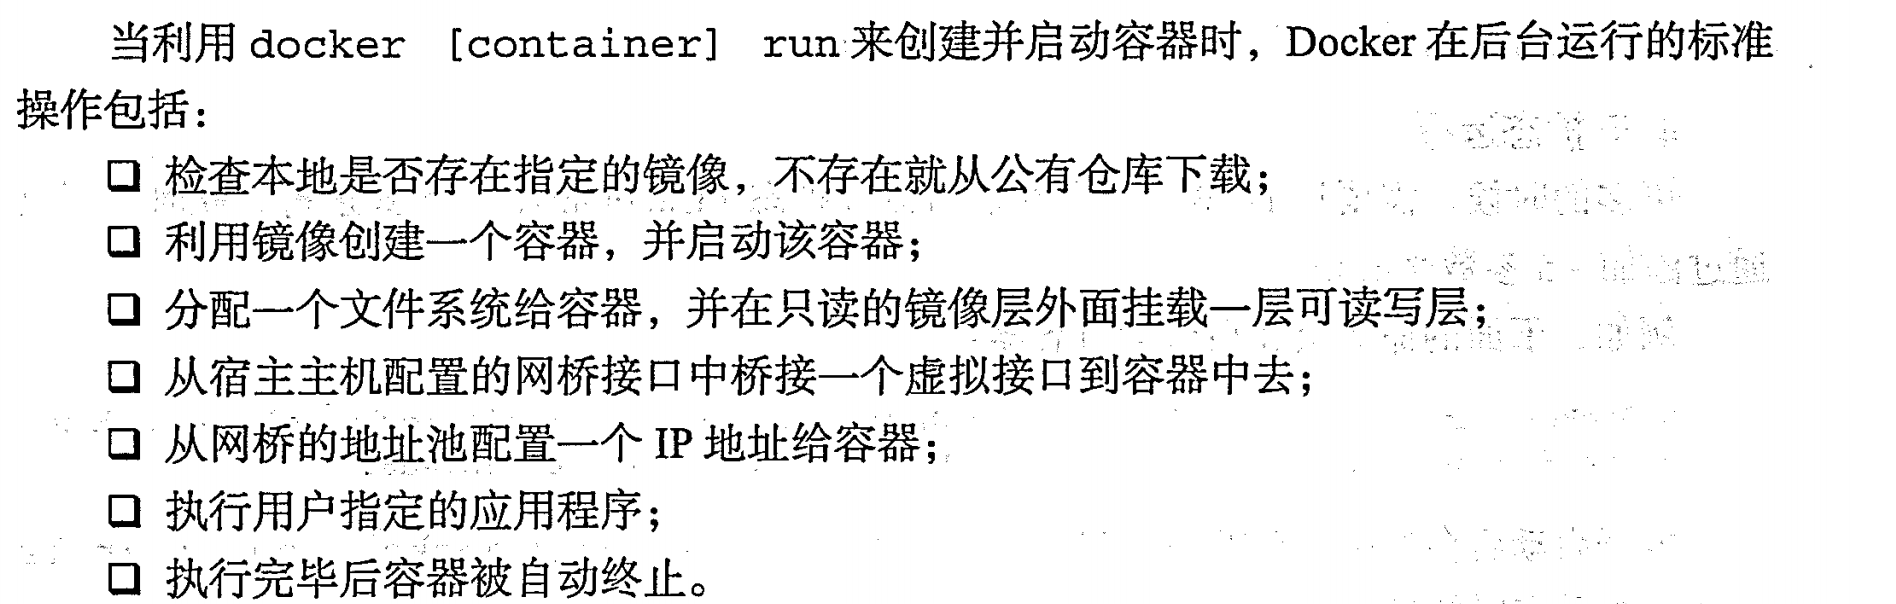 当利用 docker [container] run 来创建并启动容器时，Docker 在后台运行的标准
操作包括：
❑ 检查本地是否存在指定的镜像，不存在就从公有仓库下载；
❑ 利用镜像创建一个容器，并启动该容器；
❑ 分配一个文件系统给容器，并在只读的镜像层外面挂载一层可读写层；
❑ 从宿主主机配置的网桥接口中桥接一个虚拟接口到容器中去；
❑ 从网桥的地址池配置一个 IP 地址给容器；
❑ 执行用户指定的应用程序；
❑ 执行完毕后容器被自动终止。